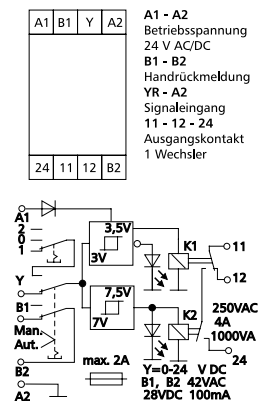 A1 B1 Y A2
24 11 12 B2
A1 - A2
Betriebsspannung
24 V AC/DC
B1 - B2
Handrückmeldung
YR - A2
Signaleingang
11 - 12 - 24
Ausgangskontakt
1 Wechsler
A1
2
0
1
Y
B1
Man.
Aut.
B2
A2
3,5V
3V
7,5V
7V
K1
K2
11
12
24
250VAC
4A
1000VA
max. 2A
Y=0-24 V DC
B1, B2 42VAC
28VDC 100mA